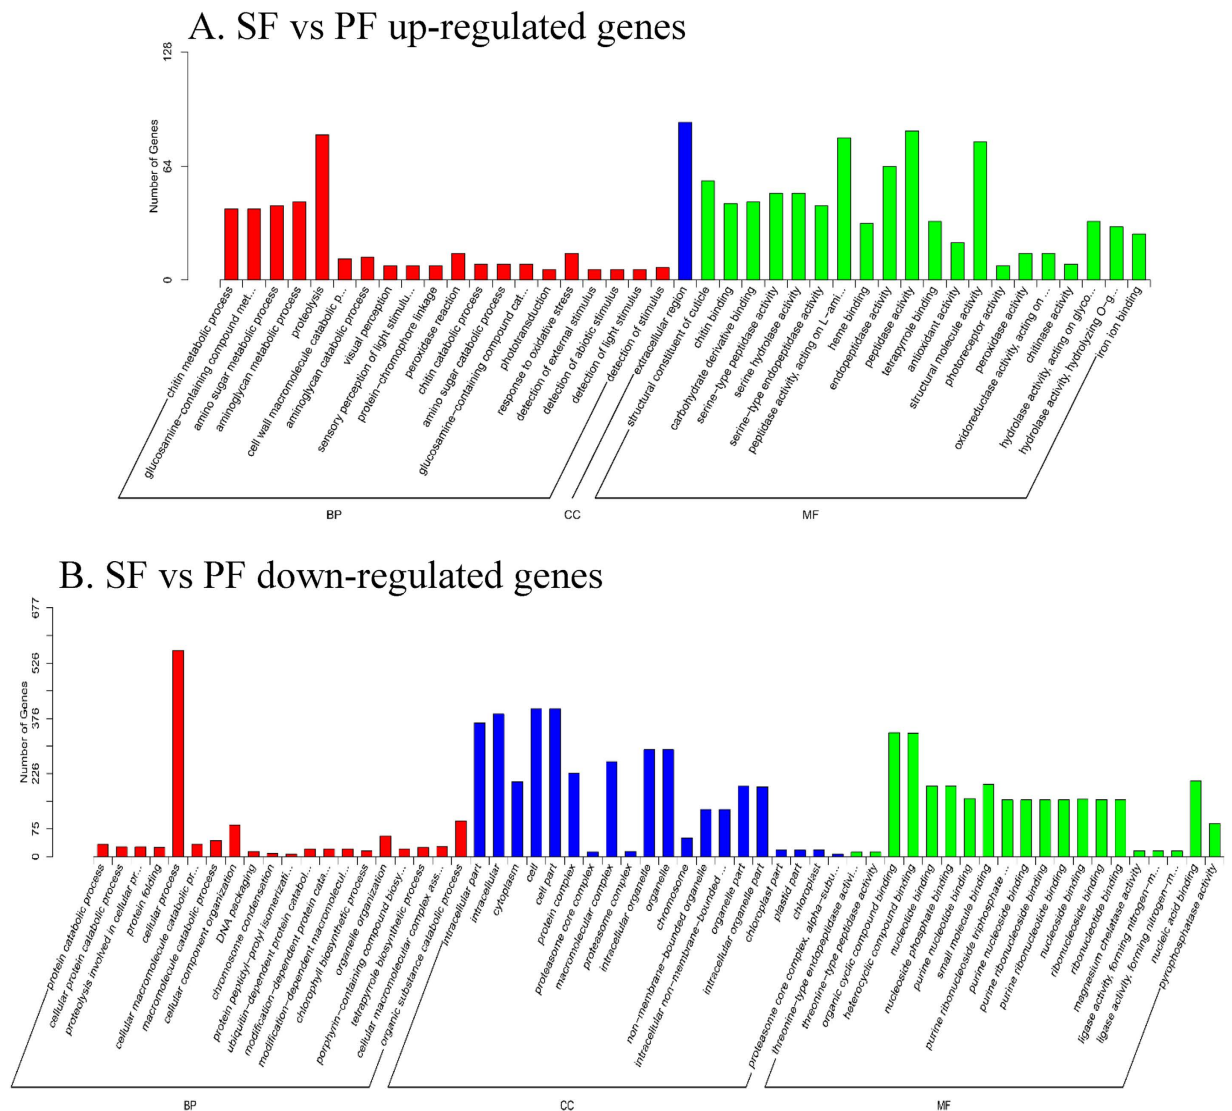 A. SF vs PF up-regulated genes
128
64
0
Number of Genes
chitin metabolic process
glucosamine−containing compound met...
amino sugar metabolic process
aminoglycan metabolic process
proteolysis
cell wall macromolecule catabolic p...
aminoglycan catabolic process
visual perception
sensory perception of light stimulu...
protein−chromophore linkage
peroxidase reaction
chitin catabolic process
amino sugar catabolic process
glucosamine−containing compound cat...
phototransduction
response to oxidative stress
detection of external stimulus
detection of abiotic stimulus
detection of light stimulus
detection of stimulus
extracellular region
structural constituent of cuticle
chitin binding
carbohydrate derivative binding
serine−type peptidase activity
serine hydrolase activity
serine−type endopeptidase activity
peptidase activity, acting on L−ami...
heme binding
endopeptidase activity
peptidase activity
tetrapyrrole binding
antioxidant activity
structural molecule activity
photoreceptor activity
peroxidase activity
oxidoreductase activity, acting on ...
chitinase activity
hydrolase activity, acting on glyco...
hydrolase activity, hydrolyzing O−g...
iron ion binding
BP
CC
MF
B. SF vs PF down-regulated genes
677
526
376
226
75
0
Number of Genes
protein catabolic process
cellular protein catabolic process
proteolysis involved in cellular pr...
protein folding
cellular process
cellular macromolecule catabolic pr...
macromolecule catabolic process
cellular component organization
DNA packaging
chromosome condensation
protein peptidyl−prolyl isomerizati...
ubiquitin−dependent protein catabol...
modification−dependent protein cata...
modification−dependent macromolecul...
chlorophyll biosynthetic process
organelle organization
porphyrin−containing compound biosy...
tetrapyrrole biosynthetic process
cellular macromolecular complex ass...
organic substance catabolic process
intracellular part
intracellular
cytoplasm
cell
cell part
protein complex
proteasome core complex
macromolecular complex
proteasome complex
intracellular organelle
organelle
chromosome
non−membrane−bounded organelle
intracellular non−membrane−bounded ...
organelle part
intracellular organelle part
chloroplast part
plastid part
chloroplast
proteasome core complex, alpha−subu...
threonine−type endopeptidase activi...
threonine−type peptidase activity
organic cyclic compound binding
heterocyclic compound binding
nucleotide binding
nucleoside phosphate binding
purine nucleotide binding
small molecule binding
purine ribonucleoside triphosphate ...
purine nucleoside binding
purine ribonucleoside binding
purine ribonucleotide binding
nucleoside binding
ribonucleoside binding
ribonucleotide binding
magnesium chelatase activity
ligase activity, forming nitrogen−m...
ligase activity, forming nitrogen−m...
nucleic acid binding
pyrophosphatase activity
BP
CC
MF